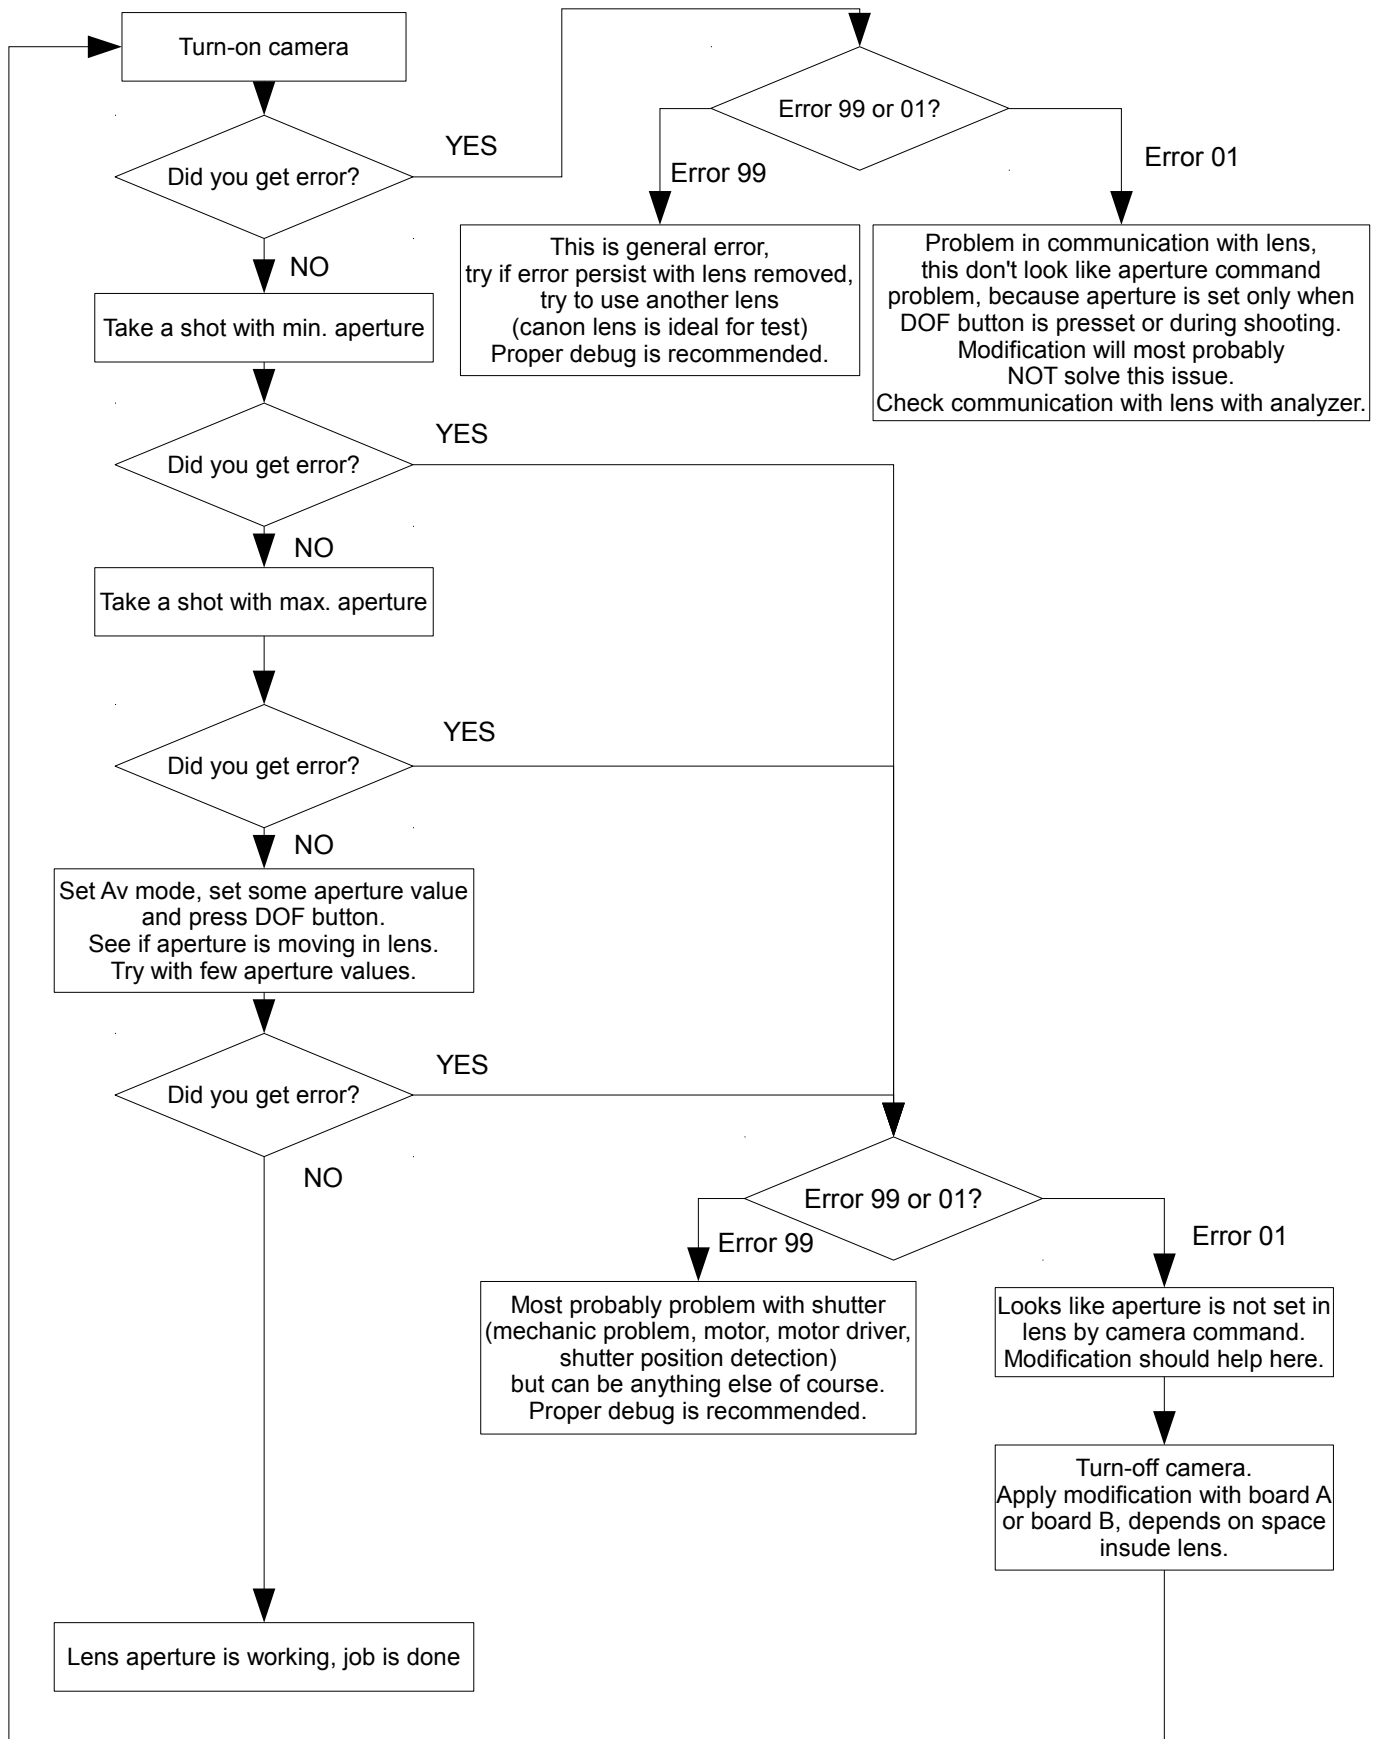 Turn-on camera
Did you get error?
YES
Error 99 or 01?
Error 99
Error 01
This is general error,
try if error persist with lens removed,
try to use another lens
(canon lens is ideal for test)
Proper debug is recommended.
Problem in communication with lens,
this don't look like aperture command
problem, because aperture is set only when
DOF button is presset or during shooting.
Modification will most probably
NOT solve this issue.
Check communication with lens with analyzer.
NO
Take a shot with min. aperture
Did you get error?
YES
NO
Take a shot with max. aperture
Did you get error?
YES
NO
Set Av mode, set some aperture value
and press DOF button.
See if aperture is moving in lens.
Try with few aperture values.
Did you get error?
YES
NO
Error 99 or 01?
Error 99
Error 01
Most probably problem with shutter
(mechanic problem, motor, motor driver,
shutter position detection)
but can be anything else of course.
Proper debug is recommended.
Looks like aperture is not set in
lens by camera command.
Modification should help here.
Turn-off camera.
Apply modification with board A
or board B, depends on space
insude lens.
Lens aperture is working, job is done